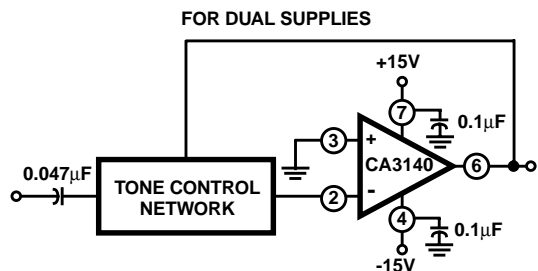 FOR DUAL SUPPLIES
+15V
7
0.1μF
3
+
CA3140
6
0.047μF
TONE CONTROL
NETWORK
2
-
4
0.1μF
-15V